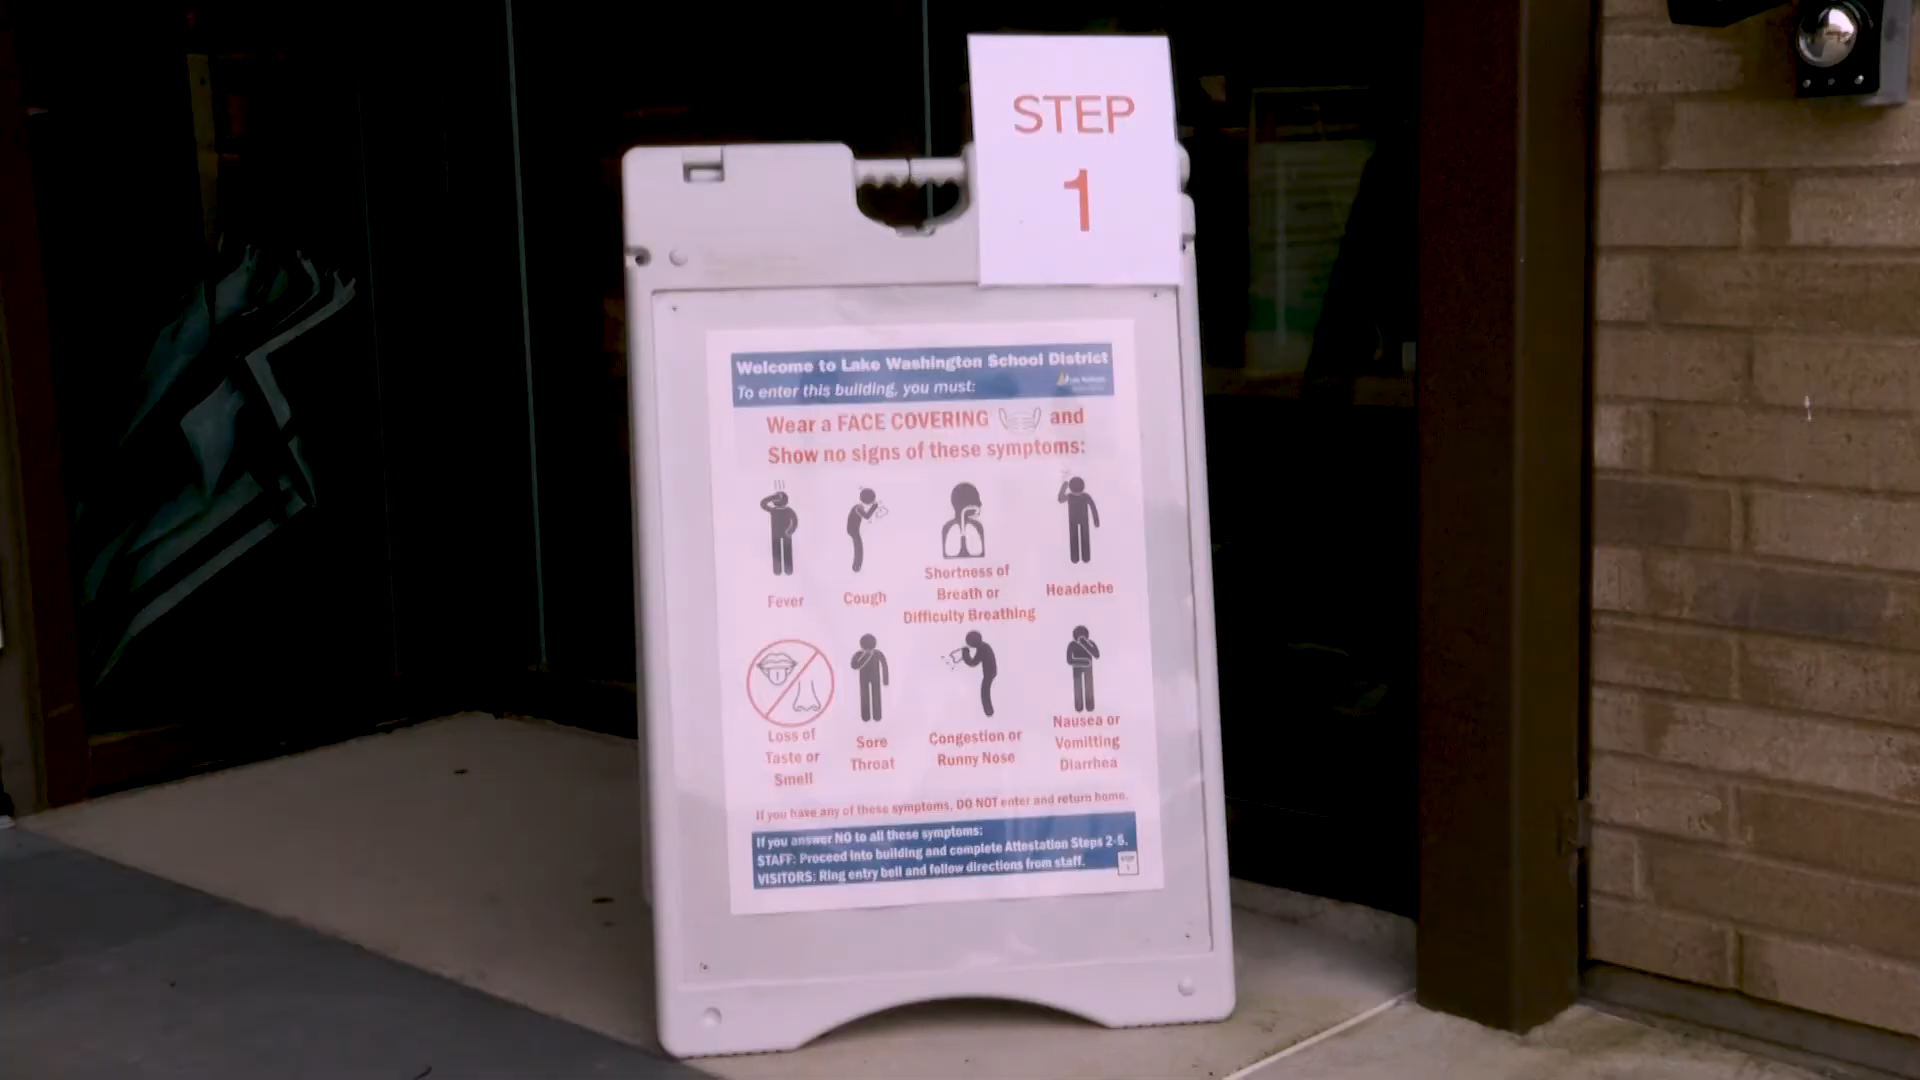 STEP
1
Welcome to Lake Washington School District
To enter this building, you must:
Wear a FACE COVERING and
Show no signs of these symptoms:
Fever
Cough
Shortness of
Breath or
Difficulty Breathing
Headache
Loss of
Taste or
Smell
Sore
Throat
Congestion or
Runny Nose
Nausea or
Vomitting
Diarrhea
If you have any of these symptoms, DO NOT enter and return home.
If you answer NO to all these symptoms:
STAFF: Proceed into building and complete Attestation Steps 2-5.
VISITORS: Ring entry bell and follow directions from staff.
STEP
1